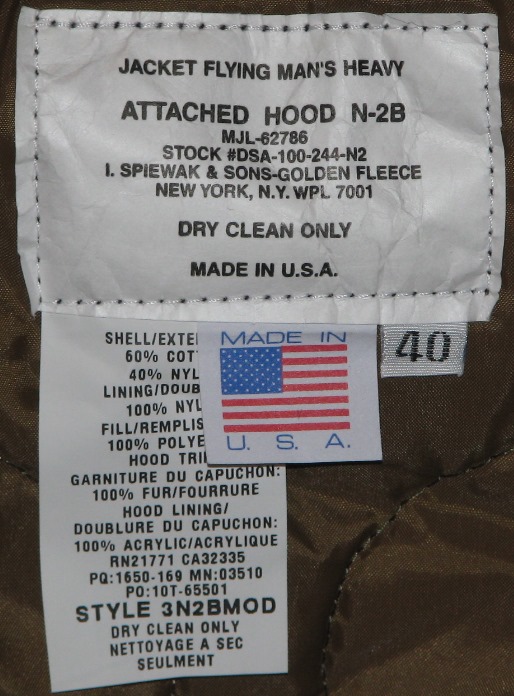 JACKET FLYING MAN'S HEAVY
ATTACHED HOOD N-2B
MJL-62786
STOCK #DSA-100-244-N2
I. SPIEWAK & SONS-GOLDEN FLEECE
NEW YORK, N.Y. WPL 7001
DRY CLEAN ONLY
MADE IN U.S.A.
SHELL/EXTE
60% COT
40% NYL
LINING/DOUB
100% NYL
FILL/REMPLIS
100% POLYE
HOOD TRI
GARNITURE DU CAPUCHON:
100% FUR/FOURRURE
HOOD LINING/
DOUBLURE DU CAPUCHON:
100% ACRYLIC/ACRYLIQUE
RN21771 CA32335
PQ:1650-169 MN:03510
PO:10T-65501
STYLE 3N2BMOD
DRY CLEAN ONLY
NETTOYAGE A SEC
SEULMENT
MADE IN
U. S. A.
40